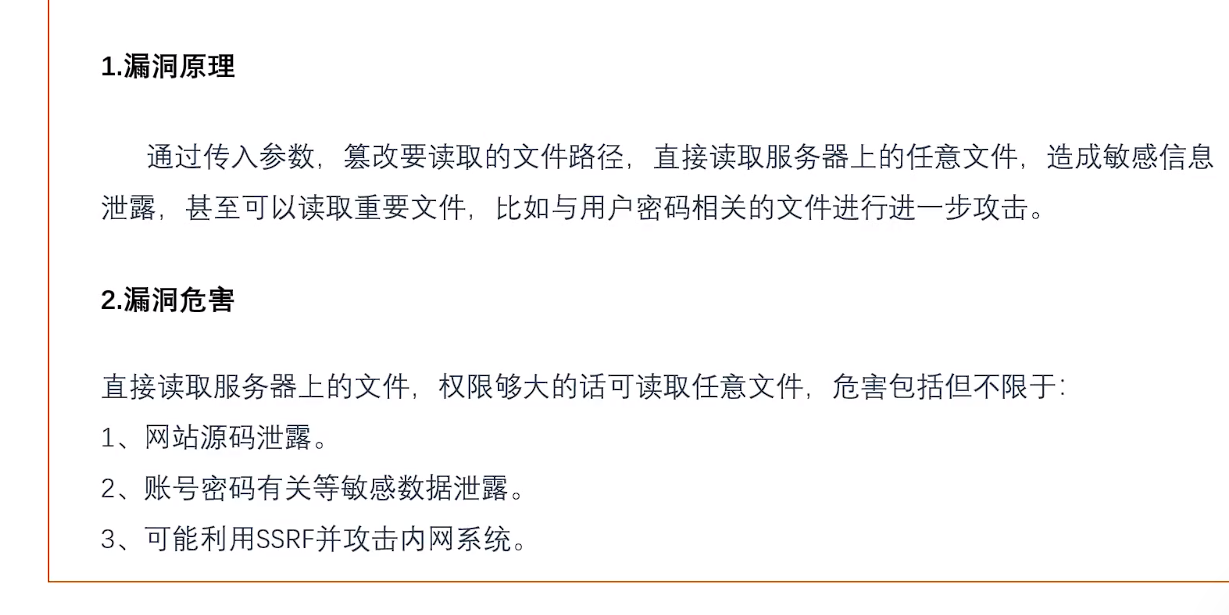 1.漏洞原理
通过传入参数，篡改要读取的文件路径，直接读取服务器上的任意文件，造成敏感信息
泄露，甚至可以读取重要文件，比如与用户密码相关的文件进行进一步攻击。
2.漏洞危害
直接读取服务器上的文件，权限够大的话可读取任意文件，危害包括但不限于：
1、网站源码泄露。
2、账号密码有关等敏感数据泄露。
3、可能利用SSRF并攻击内网系统。